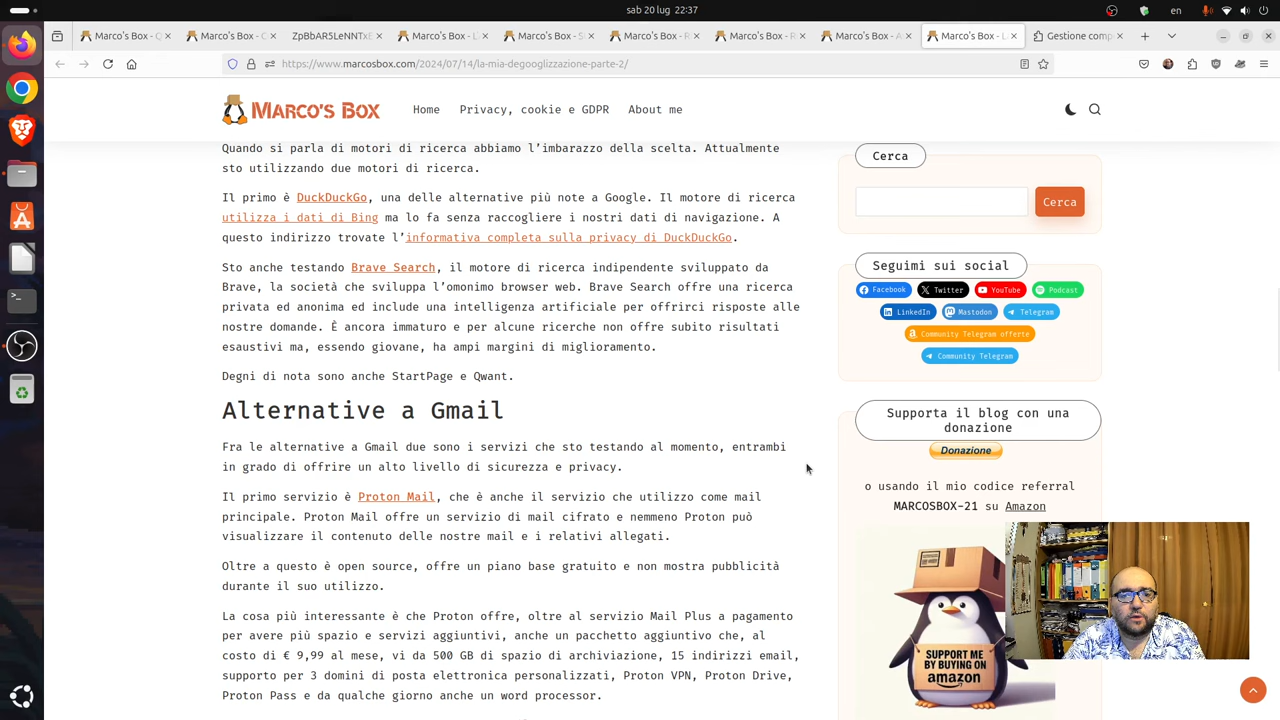 sab 20 lug 22:37
en
Marco's Box - Q
Marco's Box - C
ZpBbAR5LeNNTxE
Marco's Box - L
Marco's Box - S
Marco's Box - R
Marco's Box - R
Marco's Box - A
Marco's Box - L
Gestione comp
https://www.marcosbox.com/2024/07/14/la-mia-degooglizzazione-parte-2/
MARCO'S BOX
Home
Privacy, cookie e GDPR
About me
Quando si parla di motori di ricerca abbiamo l'imbarazzo della scelta. Attualmente
sto utilizzando due motori di ricerca.
Il primo è DuckDuckGo, una delle alternative più note a Google. Il motore di ricerca
utilizza i dati di Bing ma lo fa senza raccogliere i nostri dati di navigazione. A
questo indirizzo trovate l'informativa completa sulla privacy di DuckDuckGo.
Sto anche testando Brave Search, il motore di ricerca indipendente sviluppato da
Brave, la società che sviluppa l'omonimo browser web. Brave Search offre una ricerca
privata ed anonima ed include una intelligenza artificiale per offrirci risposte alle
nostre domande. È ancora immaturo e per alcune ricerche non offre subito risultati
esaustivi ma, essendo giovane, ha ampi margini di miglioramento.
Degni di nota sono anche StartPage e Qwant.
Alternative a Gmail
Fra le alternative a Gmail due sono i servizi che sto testando al momento, entrambi
in grado di offrire un alto livello di sicurezza e privacy.
Il primo servizio è Proton Mail, che è anche il servizio che utilizzo come mail
principale. Proton Mail offre un servizio di mail cifrato e nemmeno Proton può
visualizzare il contenuto delle nostre mail e i relativi allegati.
Oltre a questo è open source, offre un piano base gratuito e non mostra pubblicità
durante il suo utilizzo.
La cosa più interessante è che Proton offre, oltre al servizio Mail Plus a pagamento
per avere più spazio e servizi aggiuntivi, anche un pacchetto aggiuntivo che, al
costo di € 9,99 al mese, vi da 500 GB di spazio di archiviazione, 15 indirizzi email,
supporto per 3 domini di posta elettronica personalizzati, Proton VPN, Proton Drive,
Proton Pass e da qualche giorno anche un word processor.
Cerca
Cerca
Seguimi sui social
Facebook
Twitter
YouTube
Podcast
LinkedIn
Mastodon
Telegram
Community Telegram offerte
Community Telegram
Supporta il blog con una
donazione
Donazione
o usando il mio codice referral
MARCOSBOX-21 su Amazon
SUPPORT ME
BY BUYING ON
amazon